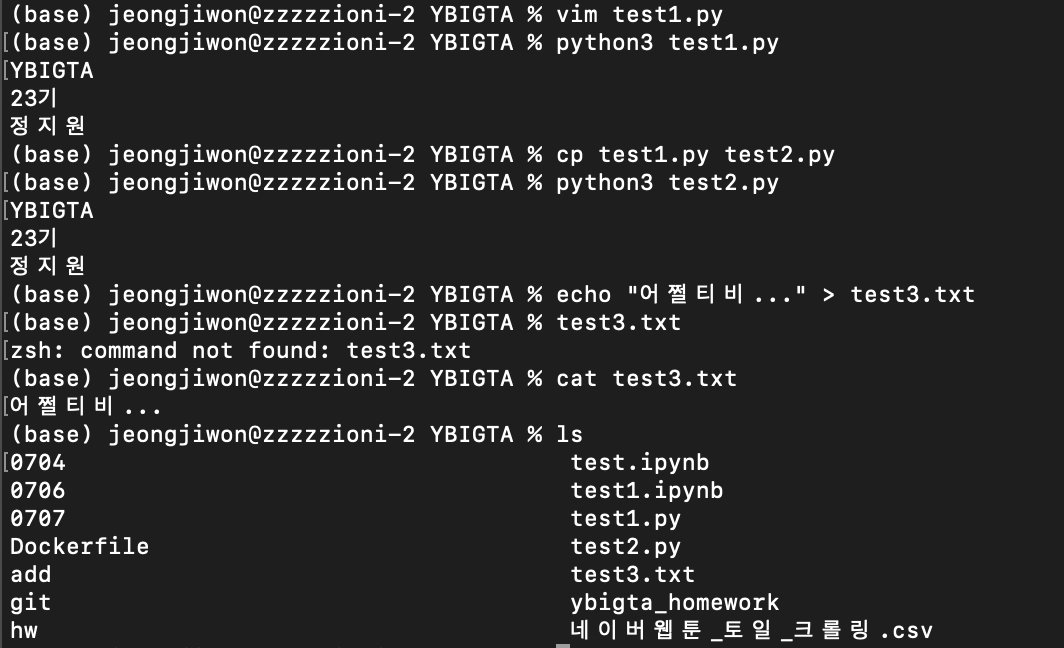 (base) jeongjiwon@zzzzzioni-2 YBIGTA % vim test1.py
[(base) jeongjiwon@zzzzzioni-2 YBIGTA % python3 test1.py
[YBIGTA
23기
정지원
(base) jeongjiwon@zzzzzioni-2 YBIGTA % cp test1.py test2.py
[(base) jeongjiwon@zzzzzioni-2 YBIGTA % python3 test2.py
[YBIGTA
23기
정지원
(base) jeongjiwon@zzzzzioni-2 YBIGTA % echo "어쩔티비..." > test3.txt
[(base) jeongjiwon@zzzzzioni-2 YBIGTA % test3.txt
[zsh: command not found: test3.txt
(base) jeongjiwon@zzzzzioni-2 YBIGTA % cat test3.txt
[어쩔티비...
(base) jeongjiwon@zzzzzioni-2 YBIGTA % ls
[0704 test.ipynb
0706 test1.ipynb
0707 test1.py
Dockerfile test2.py
add test3.txt
git ybigta_homework
hw 네이버웹툰_토일_크롤링.csv